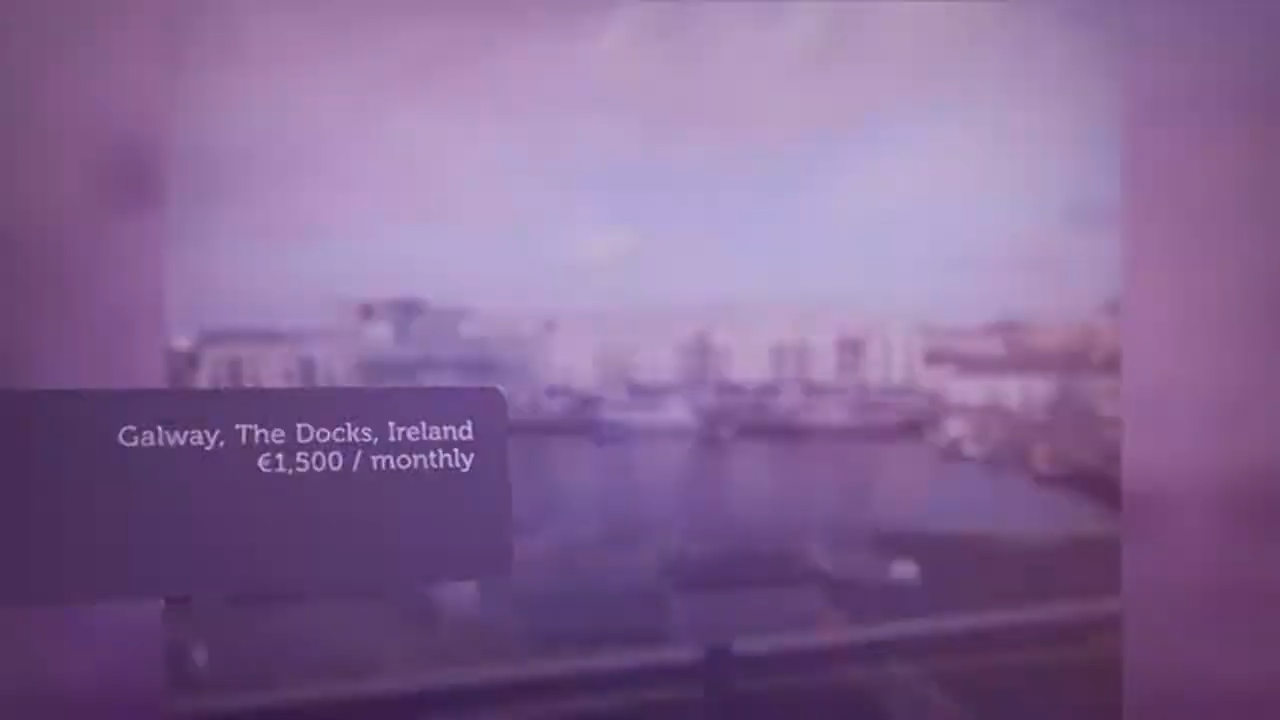 Galway, The Docks, Ireland
€1,500 / monthly